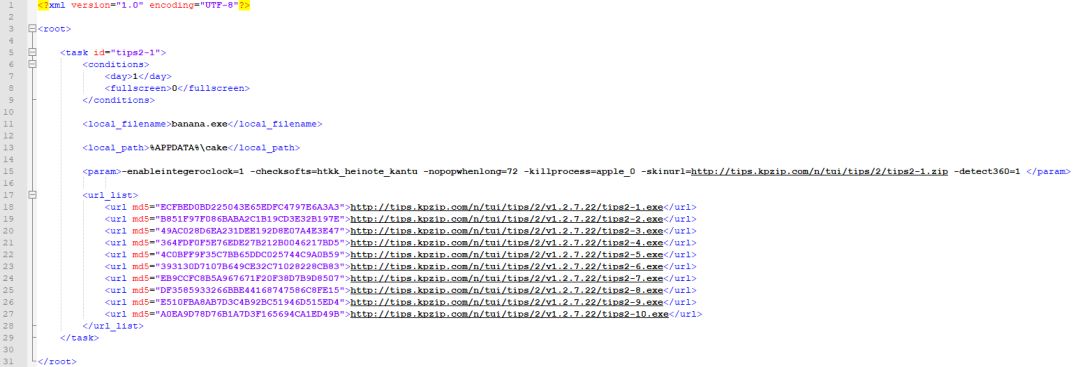 1 <?xml version="1.0" encoding="UTF-8"?>
2
3 <root>
4
5 <task id="tips2-1">
6 <conditions>
7 <day>1</day>
8 <fullscreen>0</fullscreen>
9 </conditions>
10
11 <local_filename>banana.exe</local_filename>
12
13 <local_path>%APPDATA%\cake</local_path>
14
15 <param>-enableintegeroclock=1 -checksofts=htkk_heinote_kantu -nopopwhenlong=72 -killprocess=apple_0 -skinurl=http://tips.kpzip.com/n/tui/tips/2/tips2-1.zip -detect360=1 </param>
16
17 <url_list>
18 <url md5="ECFBED0BD225043E65EDFC4797E6A3A3">http://tips.kpzip.com/n/tui/tips/2/v1.2.7.22/tips2-1.exe</url>
19 <url md5="B851F97F086BABA2C1B19CD3E32B197E">http://tips.kpzip.com/n/tui/tips/2/v1.2.7.22/tips2-2.exe</url>
20 <url md5="49AC028D6EA231DEE192D8E07A4E3E47">http://tips.kpzip.com/n/tui/tips/2/v1.2.7.22/tips2-3.exe</url>
21 <url md5="364FDF0F5E76EDE27B212B0046217BD5">http://tips.kpzip.com/n/tui/tips/2/v1.2.7.22/tips2-4.exe</url>
22 <url md5="4C0BFF9F35C7BB65DDC025744C9A0B59">http://tips.kpzip.com/n/tui/tips/2/v1.2.7.22/tips2-5.exe</url>
23 <url md5="393130D7107B649CE32C71028228CB83">http://tips.kpzip.com/n/tui/tips/2/v1.2.7.22/tips2-6.exe</url>
24 <url md5="EB9CCFC8B5A967671F20F38D7B9D8507">http://tips.kpzip.com/n/tui/tips/2/v1.2.7.22/tips2-7.exe</url>
25 <url md5="DF3585933266BBE44168747586C8FE15">http://tips.kpzip.com/n/tui/tips/2/v1.2.7.22/tips2-8.exe</url>
26 <url md5="E510FBA8AB7D3C4B92BC51946D515ED4">http://tips.kpzip.com/n/tui/tips/2/v1.2.7.22/tips2-9.exe</url>
27 <url md5="A0EA9D78D76B1A7D3F165694CA1ED49B">http://tips.kpzip.com/n/tui/tips/2/v1.2.7.22/tips2-10.exe</url>
28 </url_list>
29 </task>
30
31 </root>